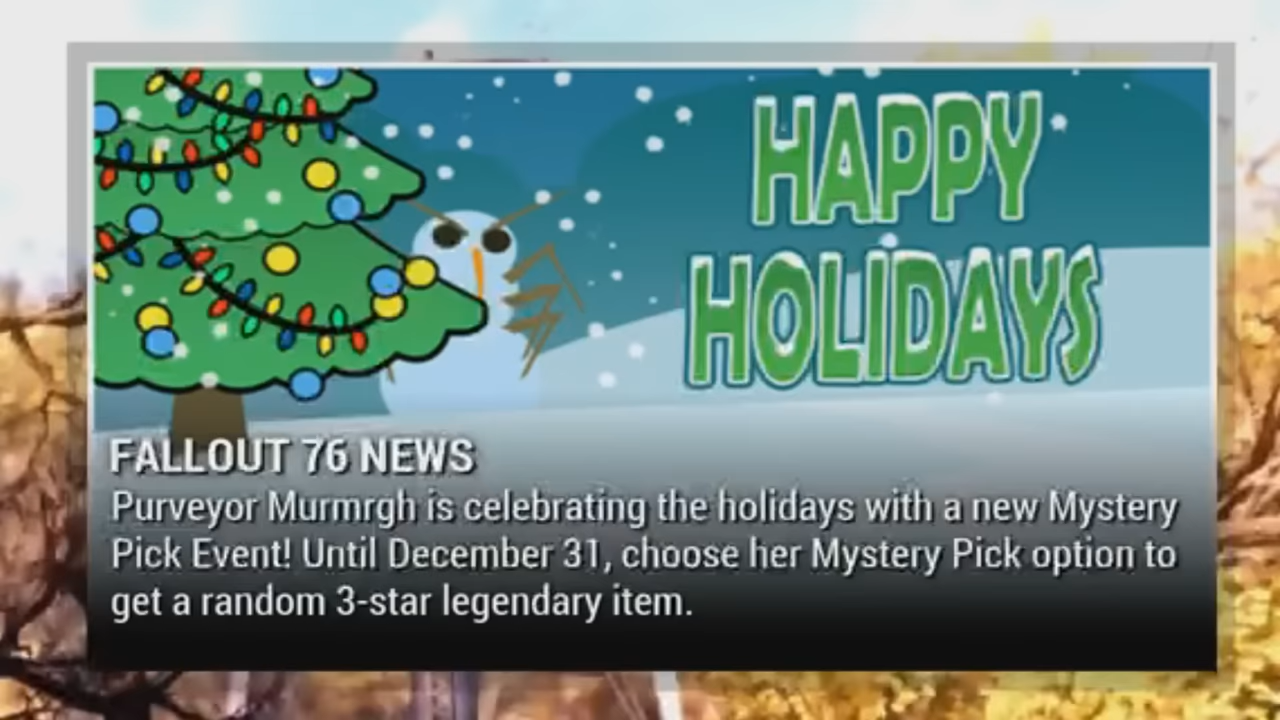 HAPPY
HOLIDAYS
FALLOUT 76 NEWS
Purveyor Murmrgh is celebrating the holidays with a new Mystery
Pick Event! Until December 31, choose her Mystery Pick option to
get a random 3-star legendary item.